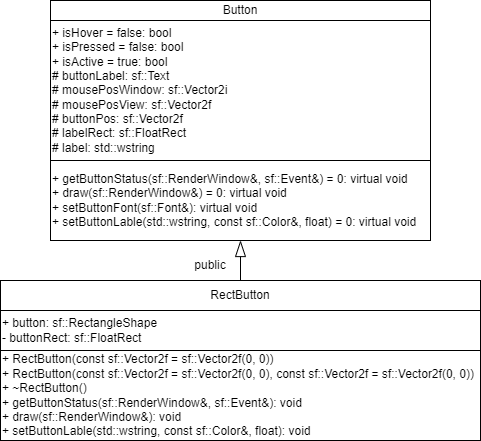 Button
+ isHover = false: bool
+ isPressed = false: bool
+ isActive = true: bool
# buttonLabel: sf::Text
# mousePosWindow: sf::Vector2i
# mousePosView: sf::Vector2f
# buttonPos: sf::Vector2f
# labelRect: sf::FloatRect
# label: std::wstring
+ getButtonStatus(sf::RenderWindow&, sf::Event&) = 0: virtual void
+ draw(sf::RenderWindow&) = 0: virtual void
+ setButtonFont(sf::Font&): virtual void
+ setButtonLable(std::wstring, const sf::Color&, float) = 0: virtual void
public
RectButton
+ button: sf::RectangleShape
- buttonRect: sf::FloatRect
+ RectButton(const sf::Vector2f = sf::Vector2f(0, 0))
+ RectButton(const sf::Vector2f = sf::Vector2f(0, 0), const sf::Vector2f = sf::Vector2f(0, 0))
+ ~RectButton()
+ getButtonStatus(sf::RenderWindow&, sf::Event&): void
+ draw(sf::RenderWindow&): void
+ setButtonLable(std::wstring, const sf::Color&, float): void